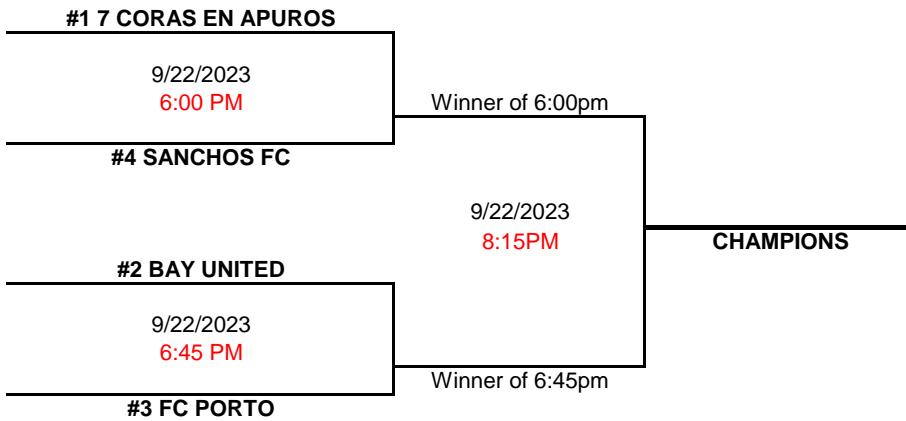 #1 7 CORAS EN APUROS
9/22/2023
6:00 PM
Winner of 6:00pm
#4 SANCHOS FC
9/22/2023
8:15PM
CHAMPIONS
#2 BAY UNITED
9/22/2023
6:45 PM
Winner of 6:45pm
#3 FC PORTO